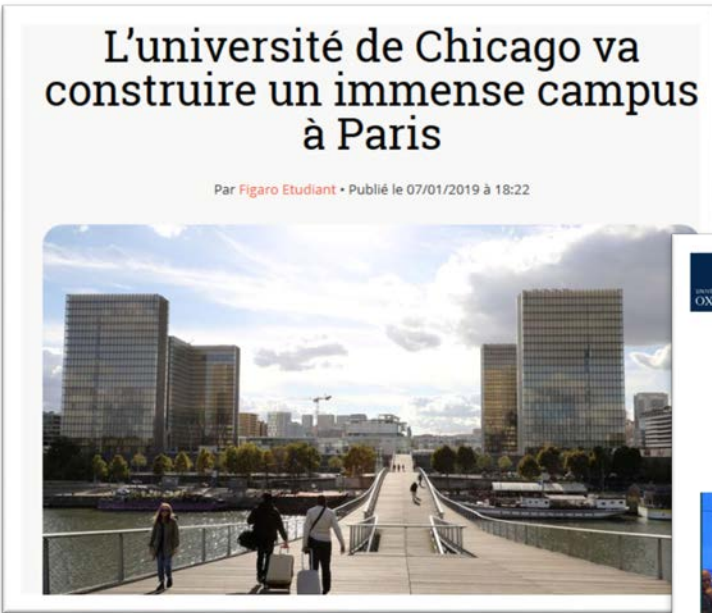 L'université de Chicago va
construire un immense campus
à Paris
Par Figaro Etudiant • Publié le 07/01/2019 à 18:22